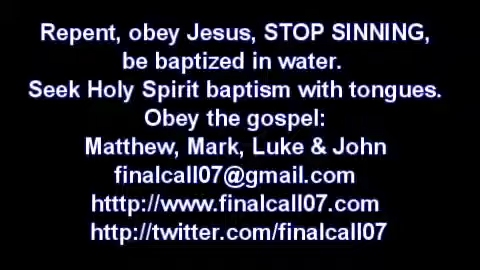 Repent, obey Jesus, STOP SINNING,
be baptized in water.
Seek Holy Spirit baptism with tongues.
Obey the gospel:
Matthew, Mark, Luke & John
finalcall07@gmail.com
htttp://www.finalcall07.com
http://twitter.com/finalcall07